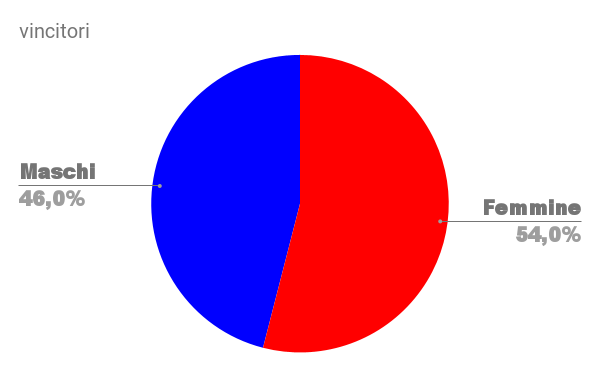 vincitori
Maschi
46,0%
Femmine
54,0%